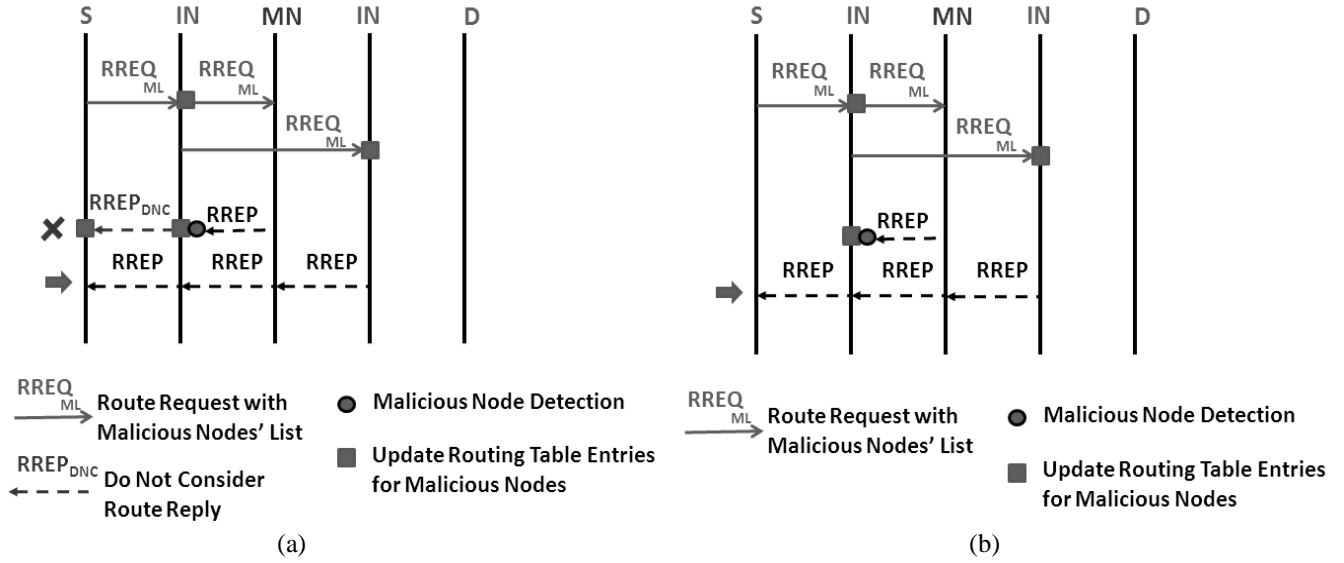 S IN MN IN D
RREQ ML RREQ ML
RREQ ML
RREP DNC RREP
RREP RREP RREP
RREQ ML Route Request with
Malicious Nodes' List
Malicious Node Detection
RREP DNC Do Not Consider
Route Reply
Update Routing Table Entries
for Malicious Nodes
(a)
S IN MN IN D
RREQ ML RREQ ML
RREQ ML
RREP
RREP RREP RREP
RREQ ML Route Request with
Malicious Nodes' List
Malicious Node Detection
Update Routing Table Entries
for Malicious Nodes
(b)